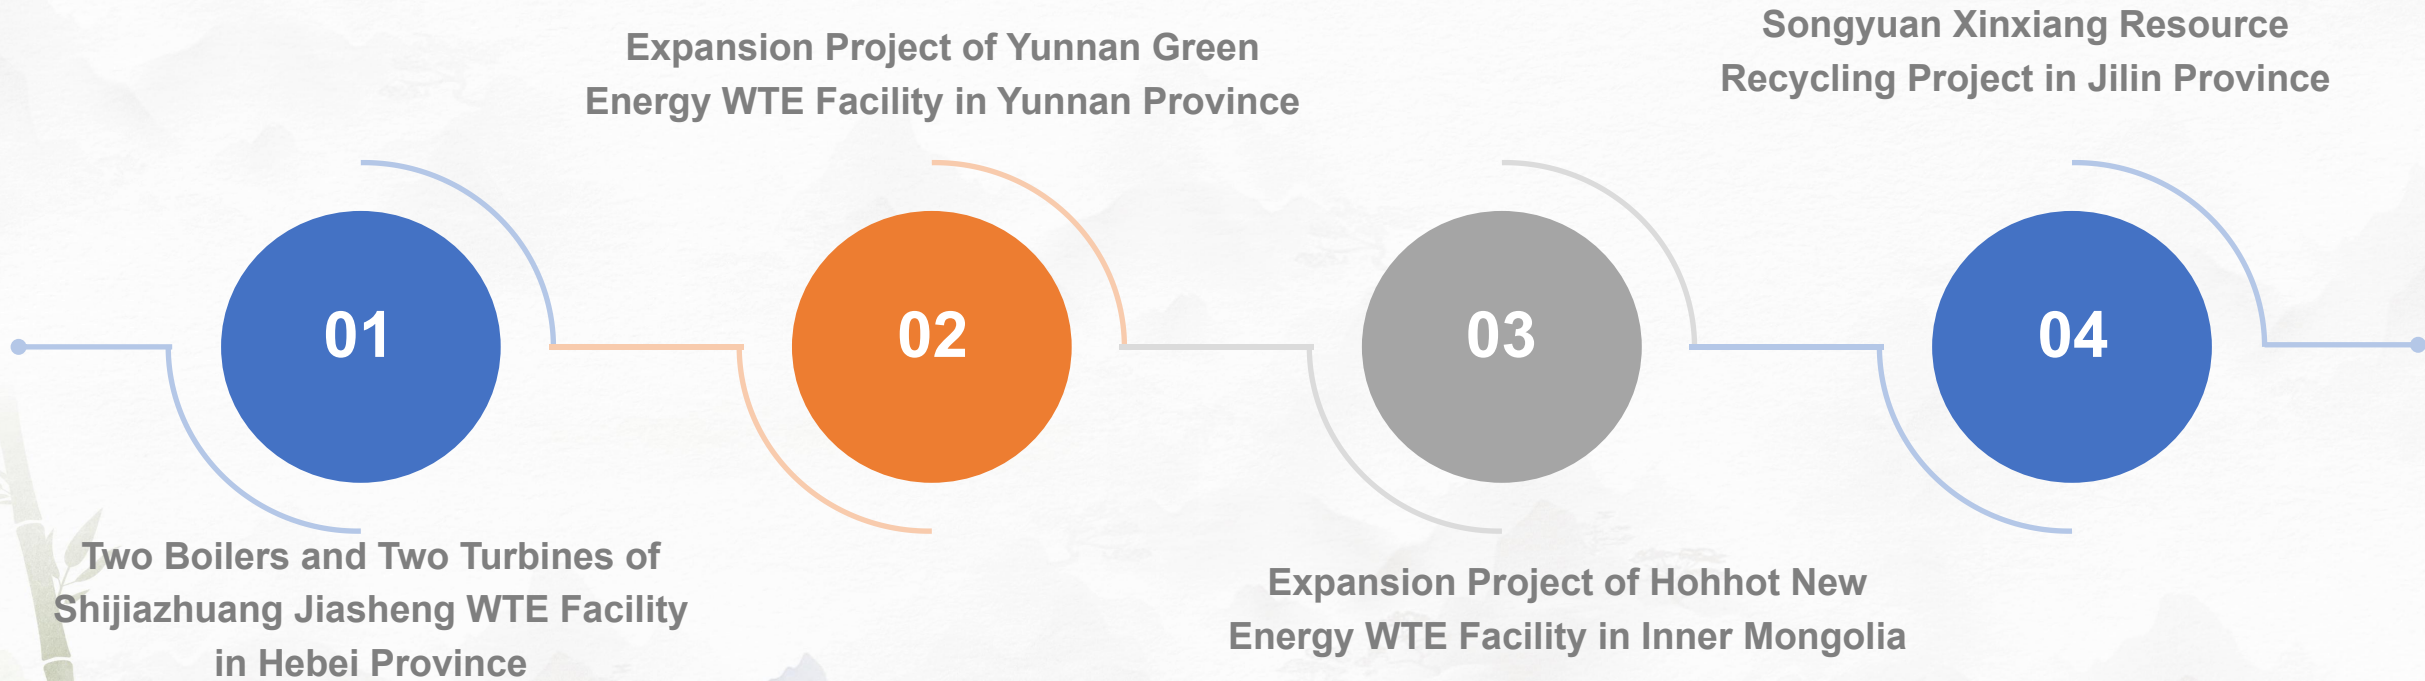 01
Two Boilers and Two Turbines of
Shijiazhuang Jiasheng WTE Facility
in Hebei Province
Expansion Project of Yunnan Green
Energy WTE Facility in Yunnan Province
02
03
Expansion Project of Hohhot New
Energy WTE Facility in Inner Mongolia
Songyuan Xinxiang Resource
Recycling Project in Jilin Province
04